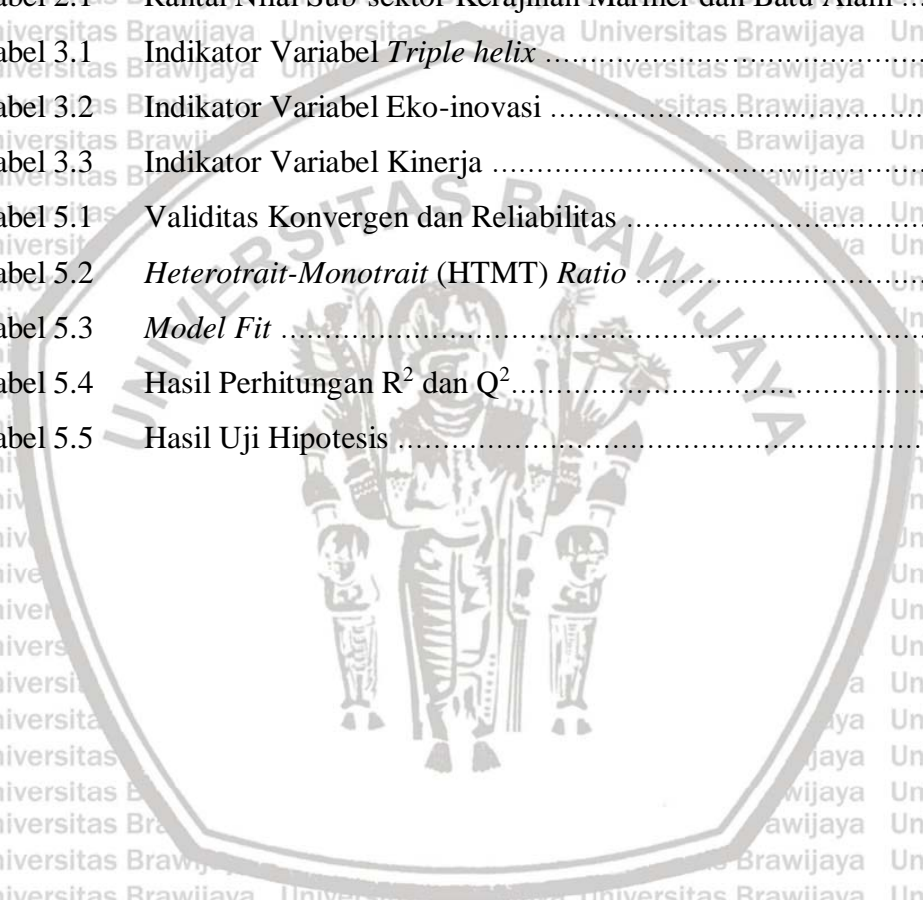 abel 2.1 Rantai Nilai Sub-sektor Kerajinan Marmer dan Batu Alam ...
abel 3.1 Indikator Variabel Triple helix ...
abel 3.2 Indikator Variabel Eko-inovasi ...
abel 3.3 Indikator Variabel Kinerja ...
abel 5.1 Validitas Konvergen dan Reliabilitas ...
abel 5.2 Heterotrait-Monotrait (HTMT) Ratio ...
abel 5.3 Model Fit ...
abel 5.4 Hasil Perhitungan R² dan Q² ...
abel 5.5 Hasil Uji Hipotesis ...
UNIVERSITAS BRAWIJAYA